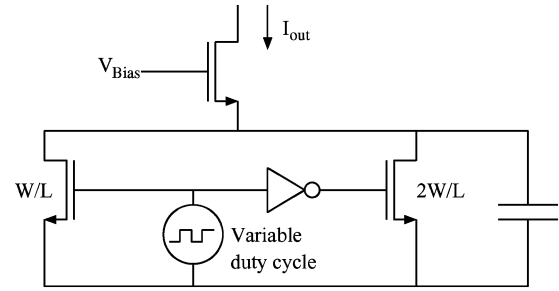 I_out
V_Bias
W/L
2W/L
Variable
duty cycle